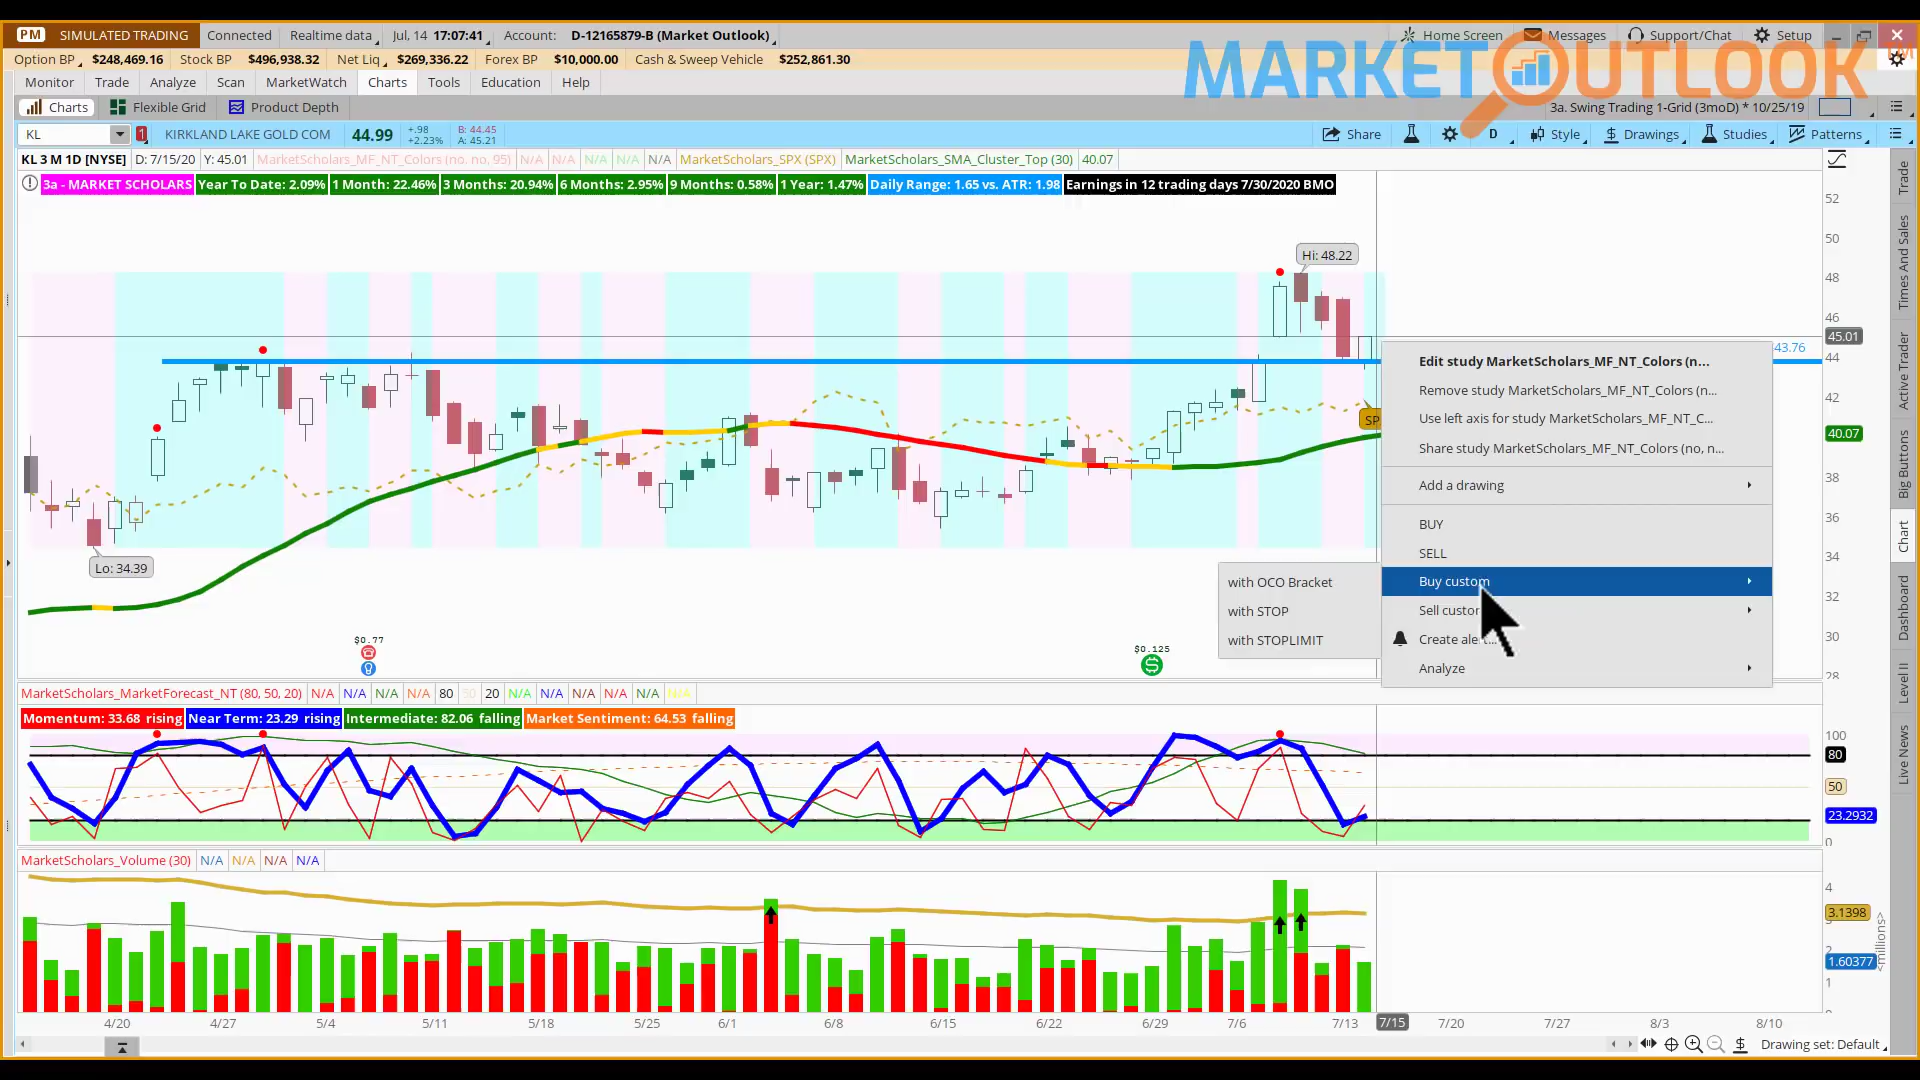 PM SIMULATED TRADING Connected Realtime data Jul, 14 17:07:41 Account: D-12165879-B (Market Outlook) Home Screen Messages Support/Chat Setup
Option BP $248,469.16 Stock BP $496,938.32 Net Liq $269,336.22 Forex BP $10,000.00 Cash & Sweep Vehicle $252,861.30
MARKET OUTLOOK
Monitor Trade Analyze Scan MarketWatch Charts Tools Education Help
Charts Flexible Grid Product Depth 3a. Swing Trading 1-Grid (3moD) * 10/25/19
KL 1 KIRKLAND LAKE GOLD COM 44.99 +.98 +2.23% B: 44.45 A: 45.21 Share D Style Drawings Studies Patterns
KL 3 M 1D [NYSE] D: 7/15/20 Y: 45.01 MarketScholars_MF_NT_Colors (no, no, 95) N/A N/A N/A N/A N/A MarketScholars_SPX (SPX) MarketScholars_SMA_Cluster_Top (30) 40.07
3a - MARKET SCHOLARS Year To Date: 2.09% 1 Month: 22.46% 3 Months: 20.94% 6 Months: 2.95% 9 Months: 0.58% 1 Year: 1.47% Daily Range: 1.65 vs. ATR: 1.98 Earnings in 12 trading days 7/30/2020 BMO
52
50
Hi: 48.22
48
46
45.01
43.76
44
42
SP
40.07
38
36
34
32
30
28
Lo: 34.39
$0.77
$0.125
Edit study MarketScholars_MF_NT_Colors (n...
Remove study MarketScholars_MF_NT_Colors (n...
Use left axis for study MarketScholars_MF_NT_C...
Share study MarketScholars_MF_NT_Colors (no, n...
Add a drawing
BUY
SELL
Buy custom
Sell custo
Create ale
Analyze
with OCO Bracket
with STOP
with STOPLIMIT
Trade
Times And Sales
Active Trader
Big Buttons
Chart
Dashboard
Level II
Live News
MarketScholars_MarketForecast_NT (80, 50, 20) N/A N/A N/A N/A 80 50 20 N/A N/A N/A N/A N/A N/A
Momentum: 33.68 rising Near Term: 23.29 rising Intermediate: 82.06 falling Market Sentiment: 64.53 falling
100
80
50
23.2932
0
MarketScholars_Volume (30) N/A N/A N/A N/A
4
3.1398
2
1.60377
1
<millions>
4/20 4/27 5/4 5/11 5/18 5/25 6/1 6/8 6/15 6/22 6/29 7/6 7/13 7/15 7/20 7/27 8/3 8/10
Drawing set: Default